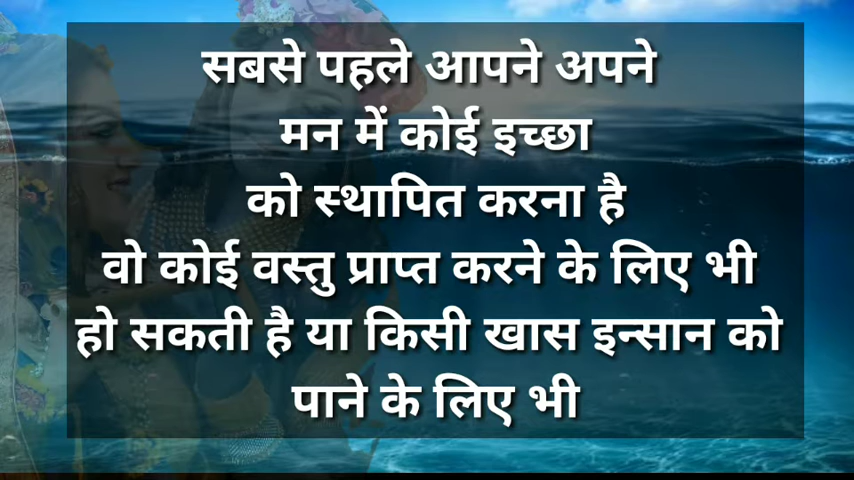 सबसे पहले आपने अपने
मन में कोई इच्छा
को स्थापित करना है
वो कोई वस्तु प्राप्त करने के लिए भी
हो सकती है या किसी खास इन्सान को
पाने के लिए भी